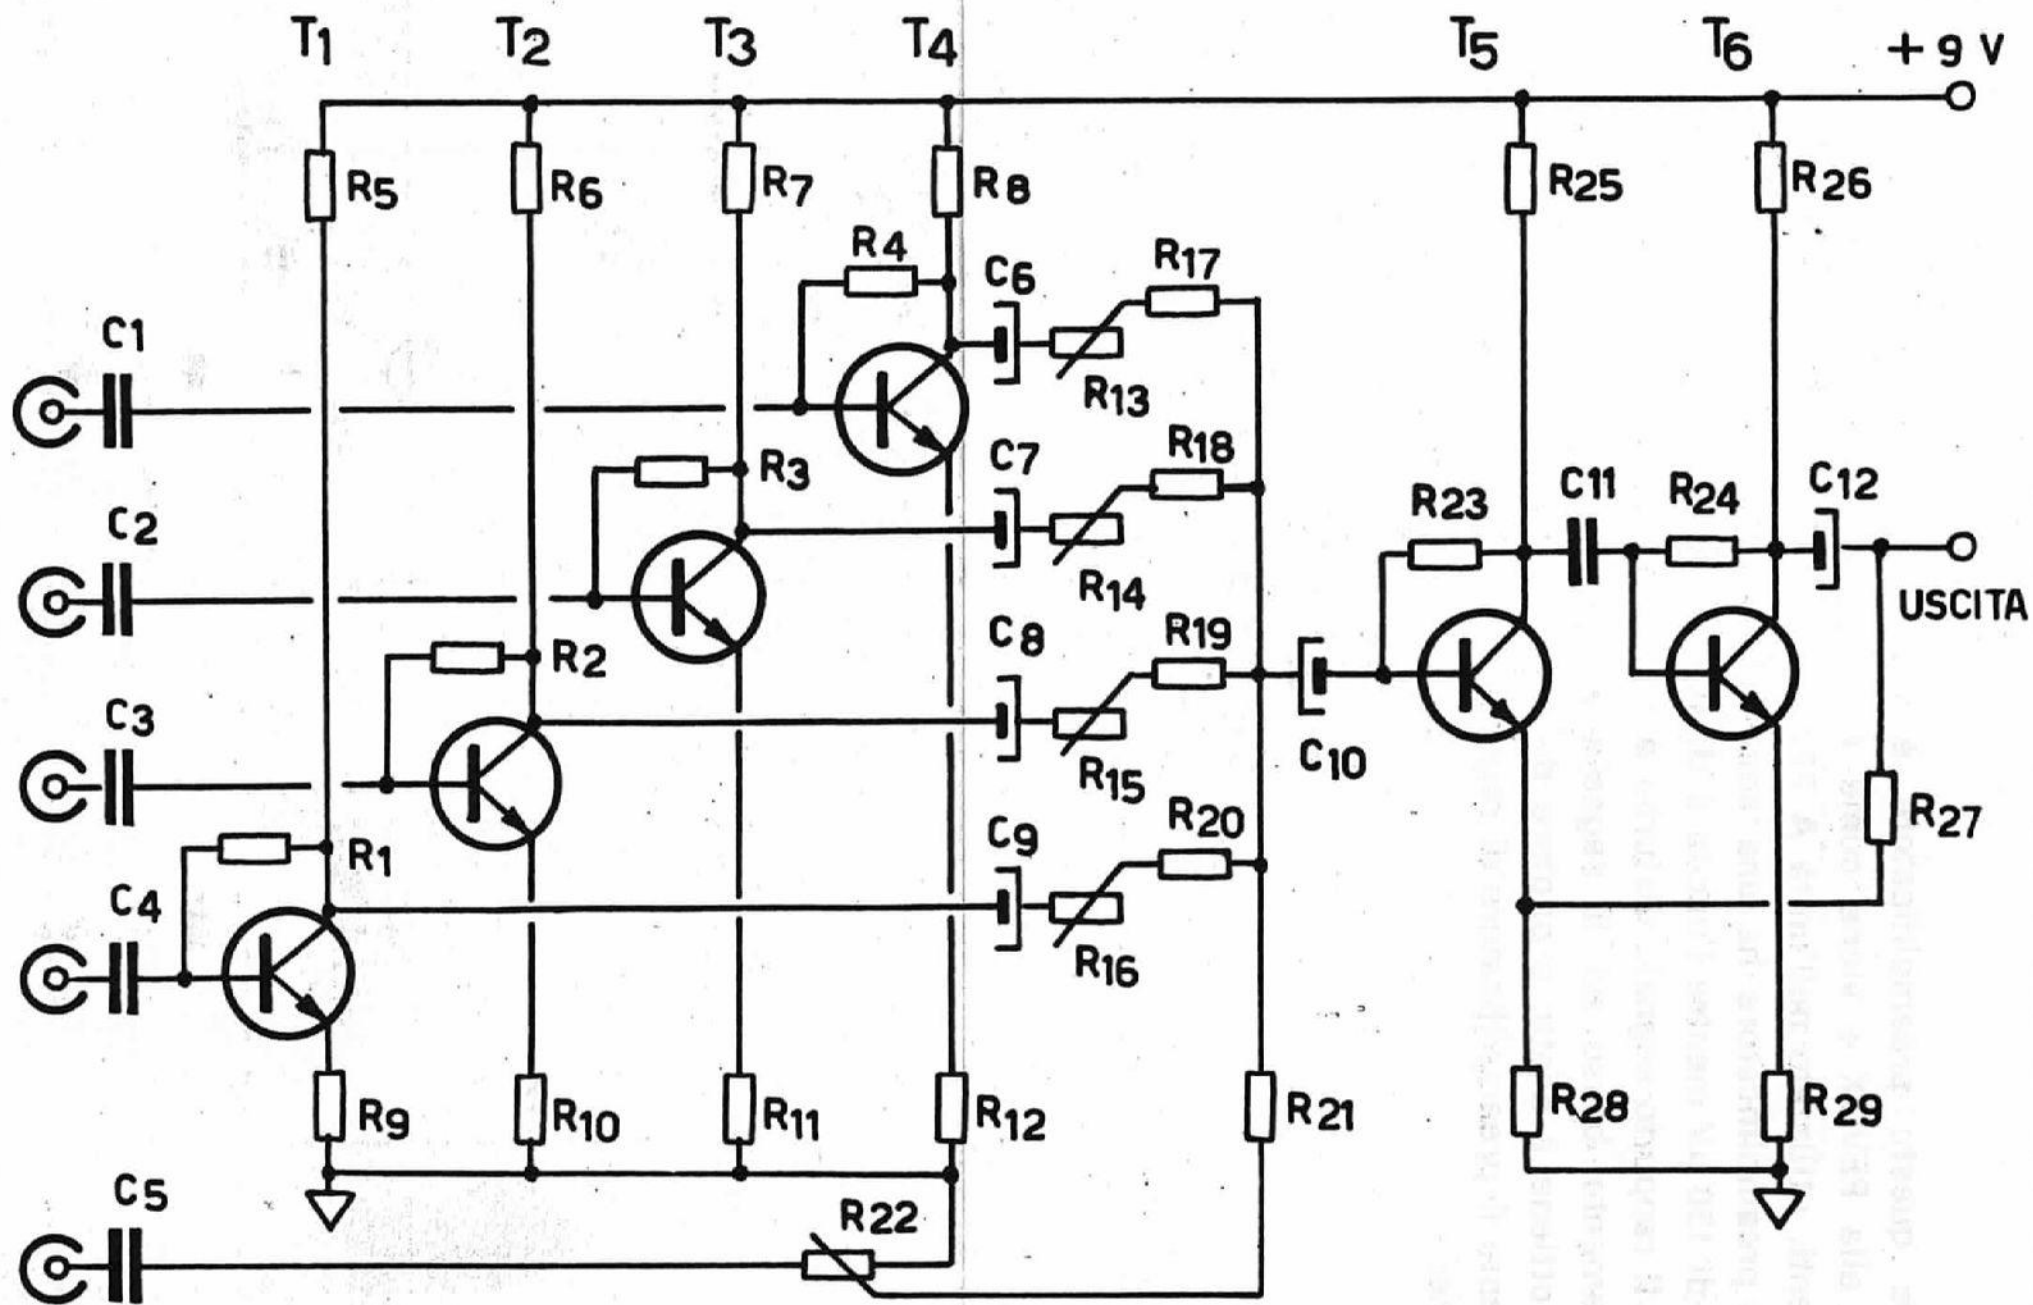 T1 T2 T3 T4 T5 T6 + 9 V
R5 R6 R7 R8 R25 R26
R4 C6 R17
C1
R13
C7 R18
R3 R23 C11 R24 C12
C2
R14 USCITA
C8 R19
R2
C3 C10
R15
C9 R20 R27
R1
C4
R16
R9 R10 R11 R12 R21 R28 R29
C5
R22